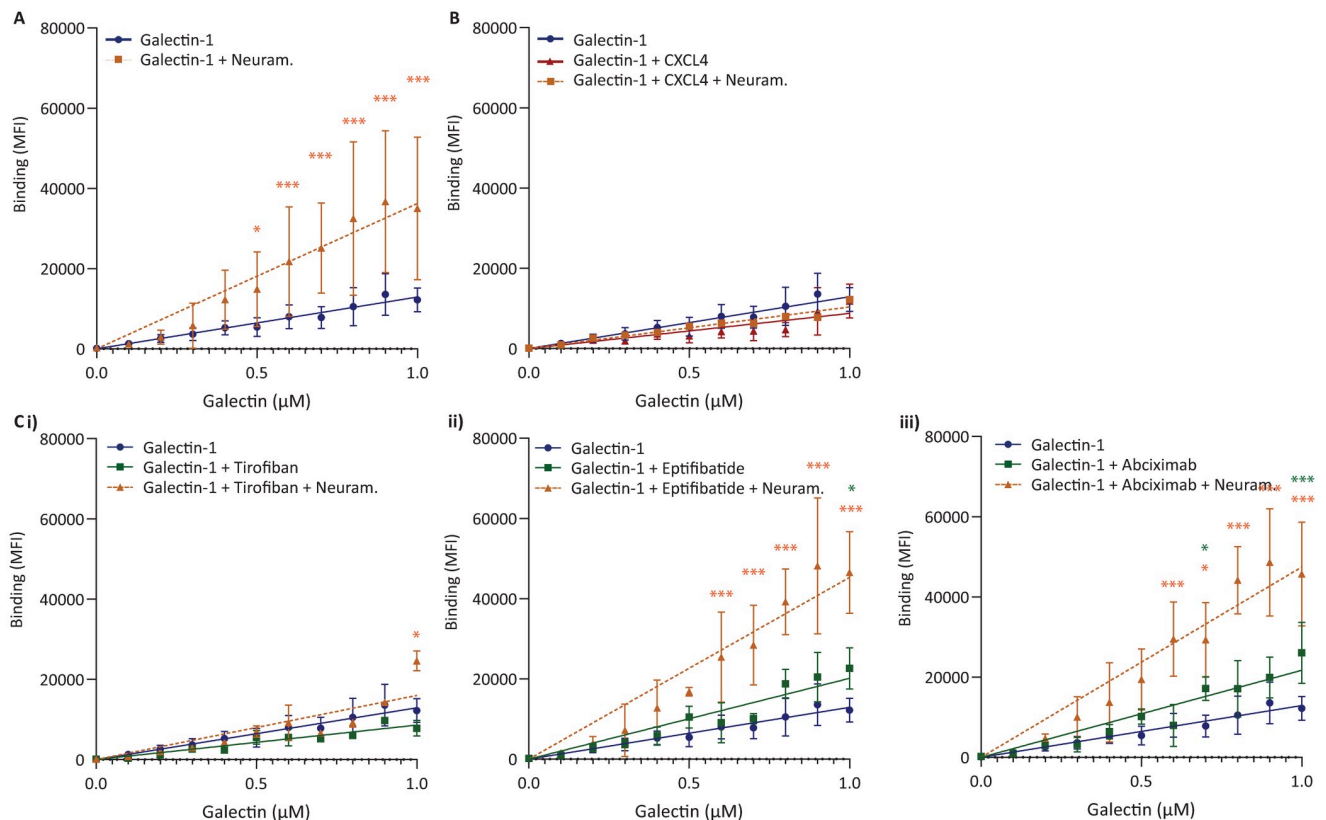 A
Galectin-1
Galectin-1 + Neuram.
80000
60000
40000
20000
0
Binding (MFI)
*
***
***
***
***
***
0.0
0.5
1.0
Galectin (µM)
B
Galectin-1
Galectin-1 + CXCL4
Galectin-1 + CXCL4 + Neuram.
80000
60000
40000
20000
0
Binding (MFI)
0.0
0.5
1.0
Galectin (µM)
C i)
Galectin-1
Galectin-1 + Tirofiban
Galectin-1 + Tirofiban + Neuram.
80000
60000
40000
20000
0
Binding (MFI)
*
0.0
0.5
1.0
Galectin (µM)
ii)
Galectin-1
Galectin-1 + Eptifibatide
Galectin-1 + Eptifibatide + Neuram.
80000
60000
40000
20000
0
Binding (MFI)
***
***
***
***
*
***
0.0
0.5
1.0
Galectin (µM)
iii)
Galectin-1
Galectin-1 + Abciximab
Galectin-1 + Abciximab + Neuram.
80000
60000
40000
20000
0
Binding (MFI)
***
*
*
***
***
***
***
0.0
0.5
1.0
Galectin (µM)